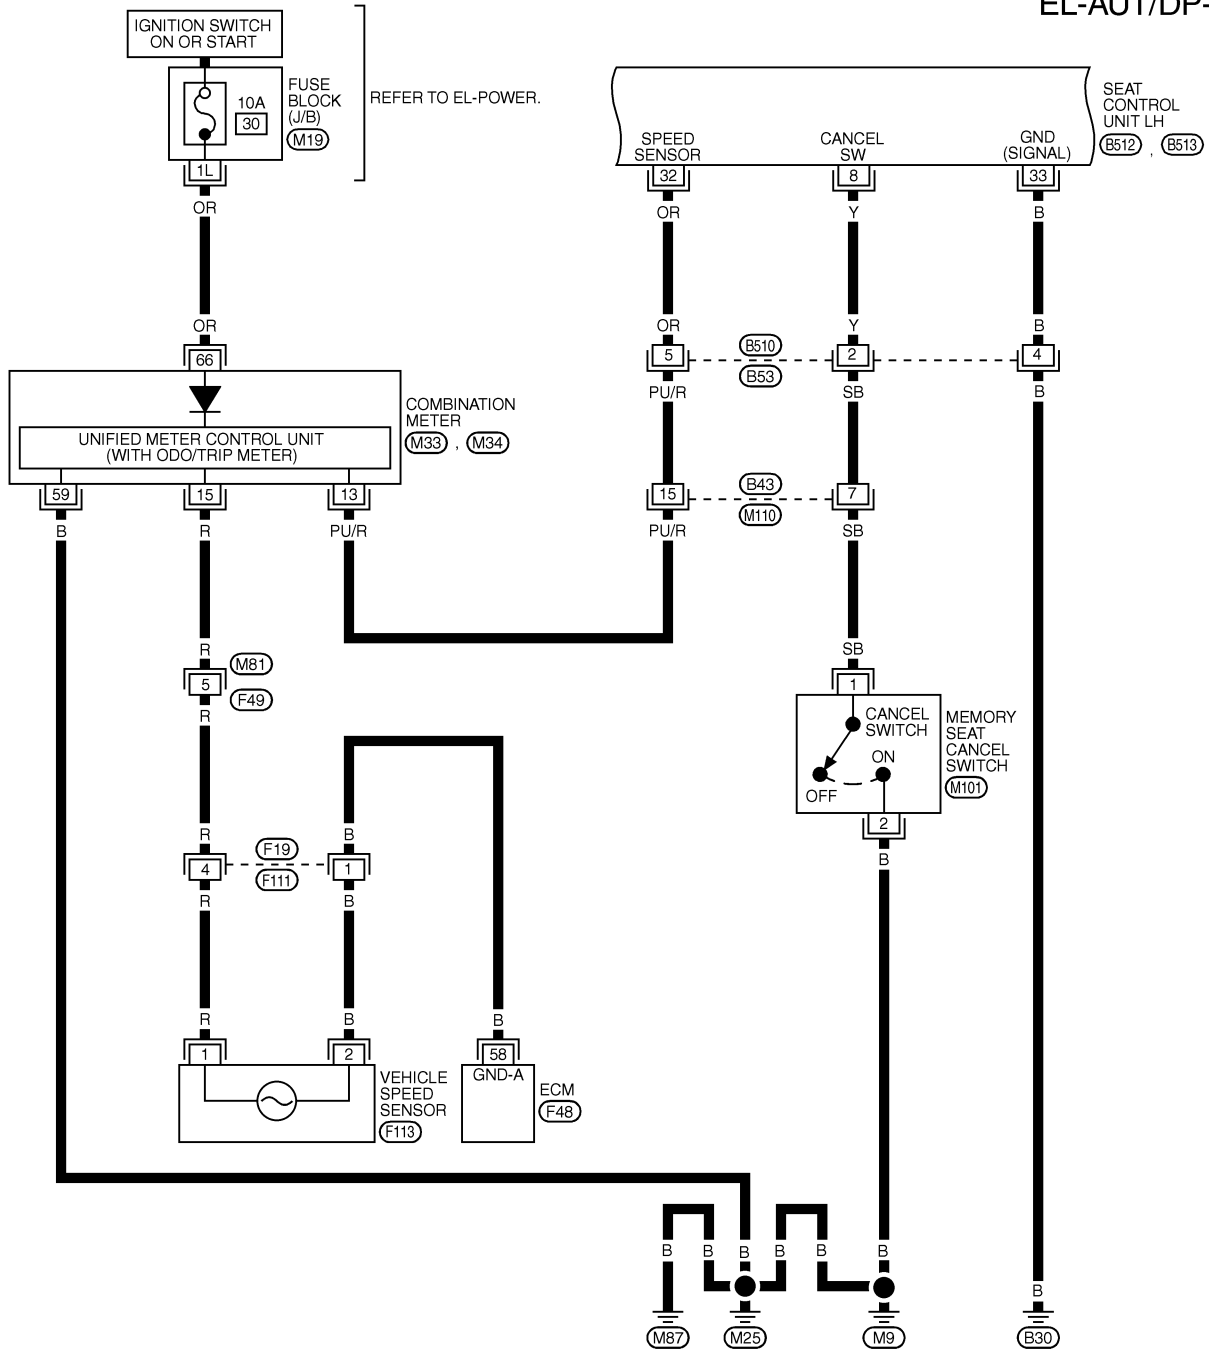 EL-AUT/DP-
IGNITION SWITCH
ON OR START
10A
30
FUSE
BLOCK
(J/B)
M19
REFER TO EL-POWER.
1L
OR
OR
66
COMBINATION
METER
M33 , M34
UNIFIED METER CONTROL UNIT
(WITH ODO/TRIP METER)
59
15
13
B
R
PU/R
SEAT
CONTROL
UNIT LH
B512 , B513
SPEED
SENSOR
CANCEL
SW
GND
(SIGNAL)
32
8
33
OR
Y
B
OR
Y
B
5
B510
B53
2
4
PU/R
SB
B
15
B43
M110
7
PU/R
SB
R
M81
5
F49
R
SB
1
CANCEL
SWITCH
ON
OFF
MEMORY
SEAT
CANCEL
SWITCH
M101
2
B
R
B
4
F19
F111
1
R
B
R
B
B
1
2
58
GND-A
VEHICLE
SPEED
SENSOR
F113
ECM
F48
B
B
B
B
B
B
B
M87
M25
M9
B30